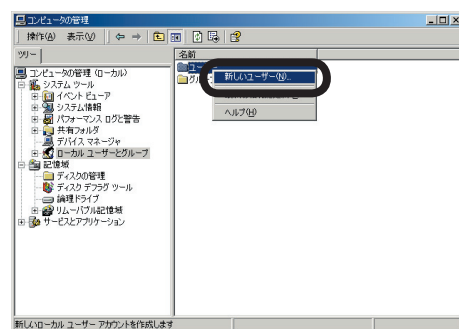 コンピュータの管理
操作(A) 表示(V)
ツリー
名前
コンピュータの管理 (ローカル)
システム ツール
イベント ビューア
システム情報
パフォーマンス ログと警告
共有フォルダ
デバイス マネージャ
ローカル ユーザーとグループ
記憶域
ディスクの管理
ディスク デフラグ ツール
論理ドライブ
リムーバブル記憶域
サービスとアプリケーション
新しいユーザー(N)...
ヘルプ(H)
新しいローカル ユーザー アカウントを作成します